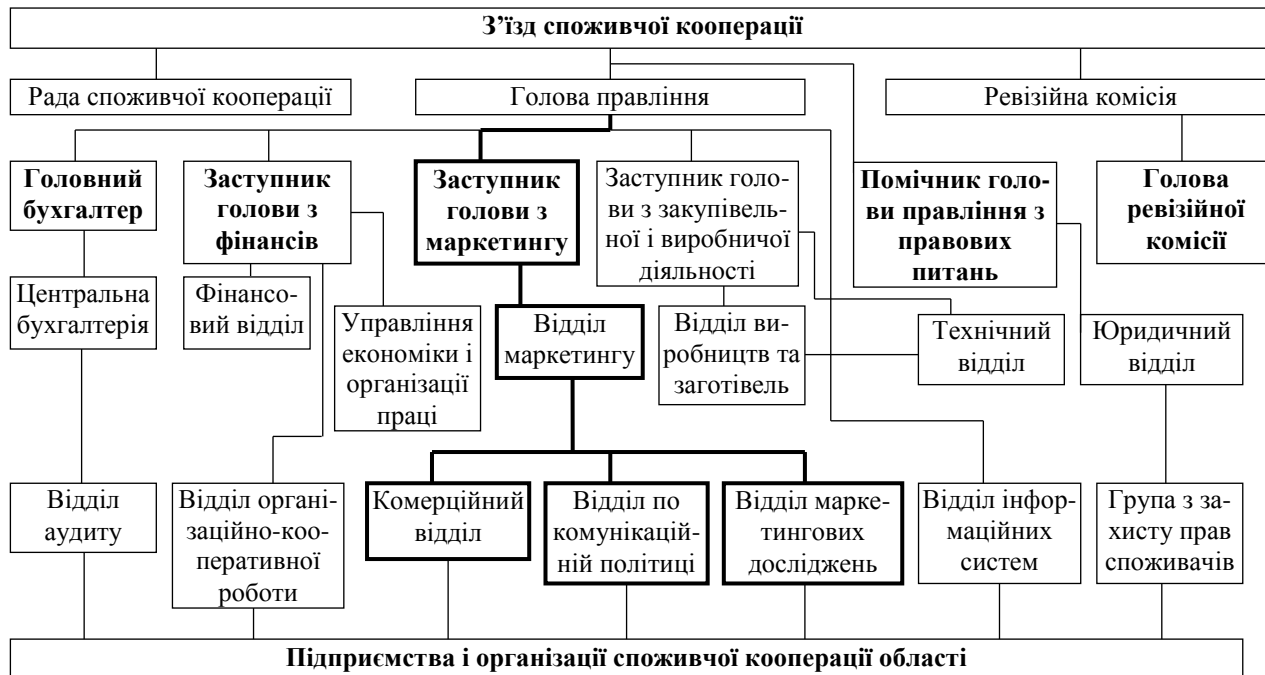 З’їзд споживчої кооперації
Рада споживчої кооперації
Голова правління
Ревізійна комісія
Головний
бухгалтер
Заступник
голови з
фінансів
Заступник
голови з
маркетингу
Заступник голо-
ви з закупівель-
ної і виробничої
діяльності
Помічник голо-
ви правління з
правових
питань
Голова
ревізійної
комісії
Центральна
бухгалтерія
Фінансо-
вий відділ
Управління
економіки і
організації
праці
Відділ
маркетингу
Відділ ви-
робництв та
заготівель
Технічний
відділ
Юридичний
відділ
Відділ
аудиту
Відділ органі-
заційно-коо-
перативної
роботи
Комерційний
відділ
Відділ по
комунікацій-
ній політиці
Відділ марке-
тингових
досліджень
Відділ інфор-
маційних
систем
Група з за-
хисту прав
споживачів
Підприємства і організації споживчої кооперації області